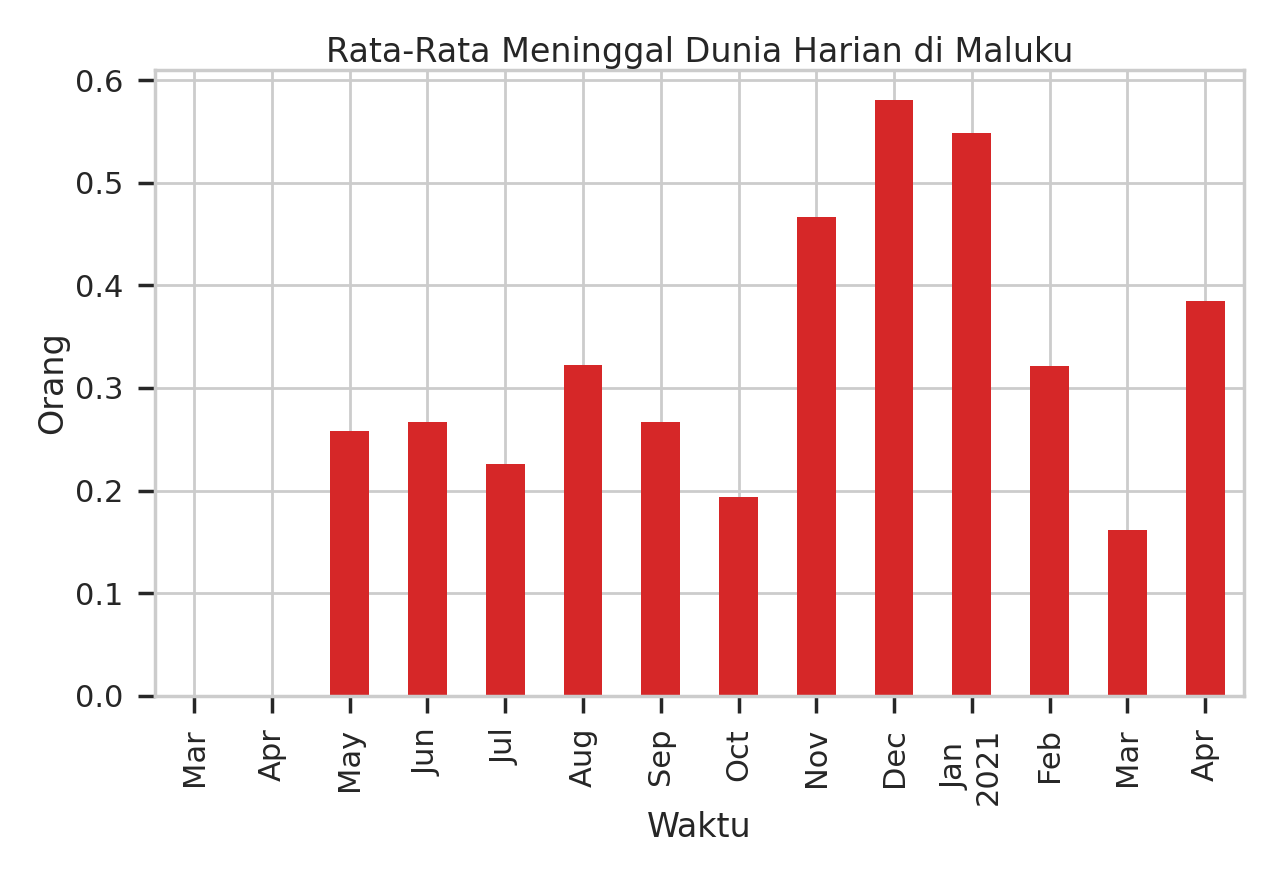 Rata-Rata Meninggal Dunia Harian di Maluku
0.6
0.5
0.4
0.3
0.2
0.1
0.0
Orang
Mar
Apr
May
Jun
Jul
Aug
Sep
Oct
Nov
Dec
Jan
2021
Feb
Mar
Apr
Waktu